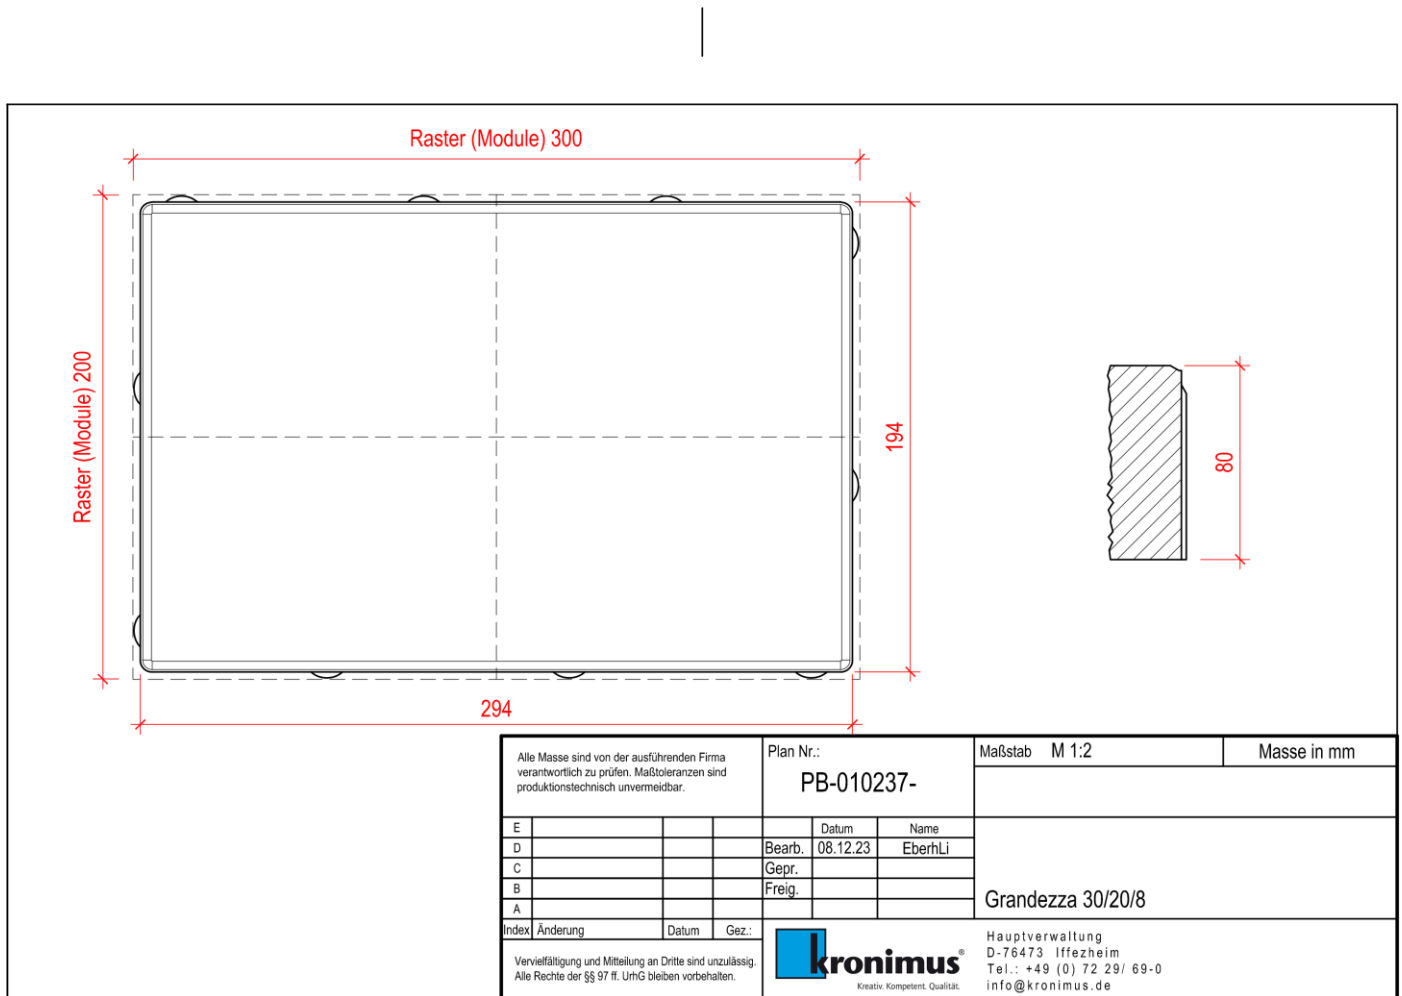 Raster (Module) 300
Raster (Module) 200
194
80
294
Alle Masse sind von der ausführenden Firma
verantwortlich zu prüfen. Maßtoleranzen sind
produktionstechnisch unvermeidbar.
Plan Nr.:
PB-010237-
Maßstab M 1:2
Masse in mm
E
Datum Name
D
Bearb. 08.12.23 EberhLi
C
Gepr.
B
Freig.
A
Grandezza 30/20/8
Index Änderung Datum Gez.:
Vervielfältigung und Mitteilung an Dritte sind unzulässig.
Alle Rechte der §§ 97 ff. UrhG bleiben vorbehalten.
kronimus®
Kreativ. Kompetent. Qualität.
Hauptverwaltung
D-76473 Iffezheim
Tel.: +49 (0) 72 29/ 69-0
info@kronimus.de